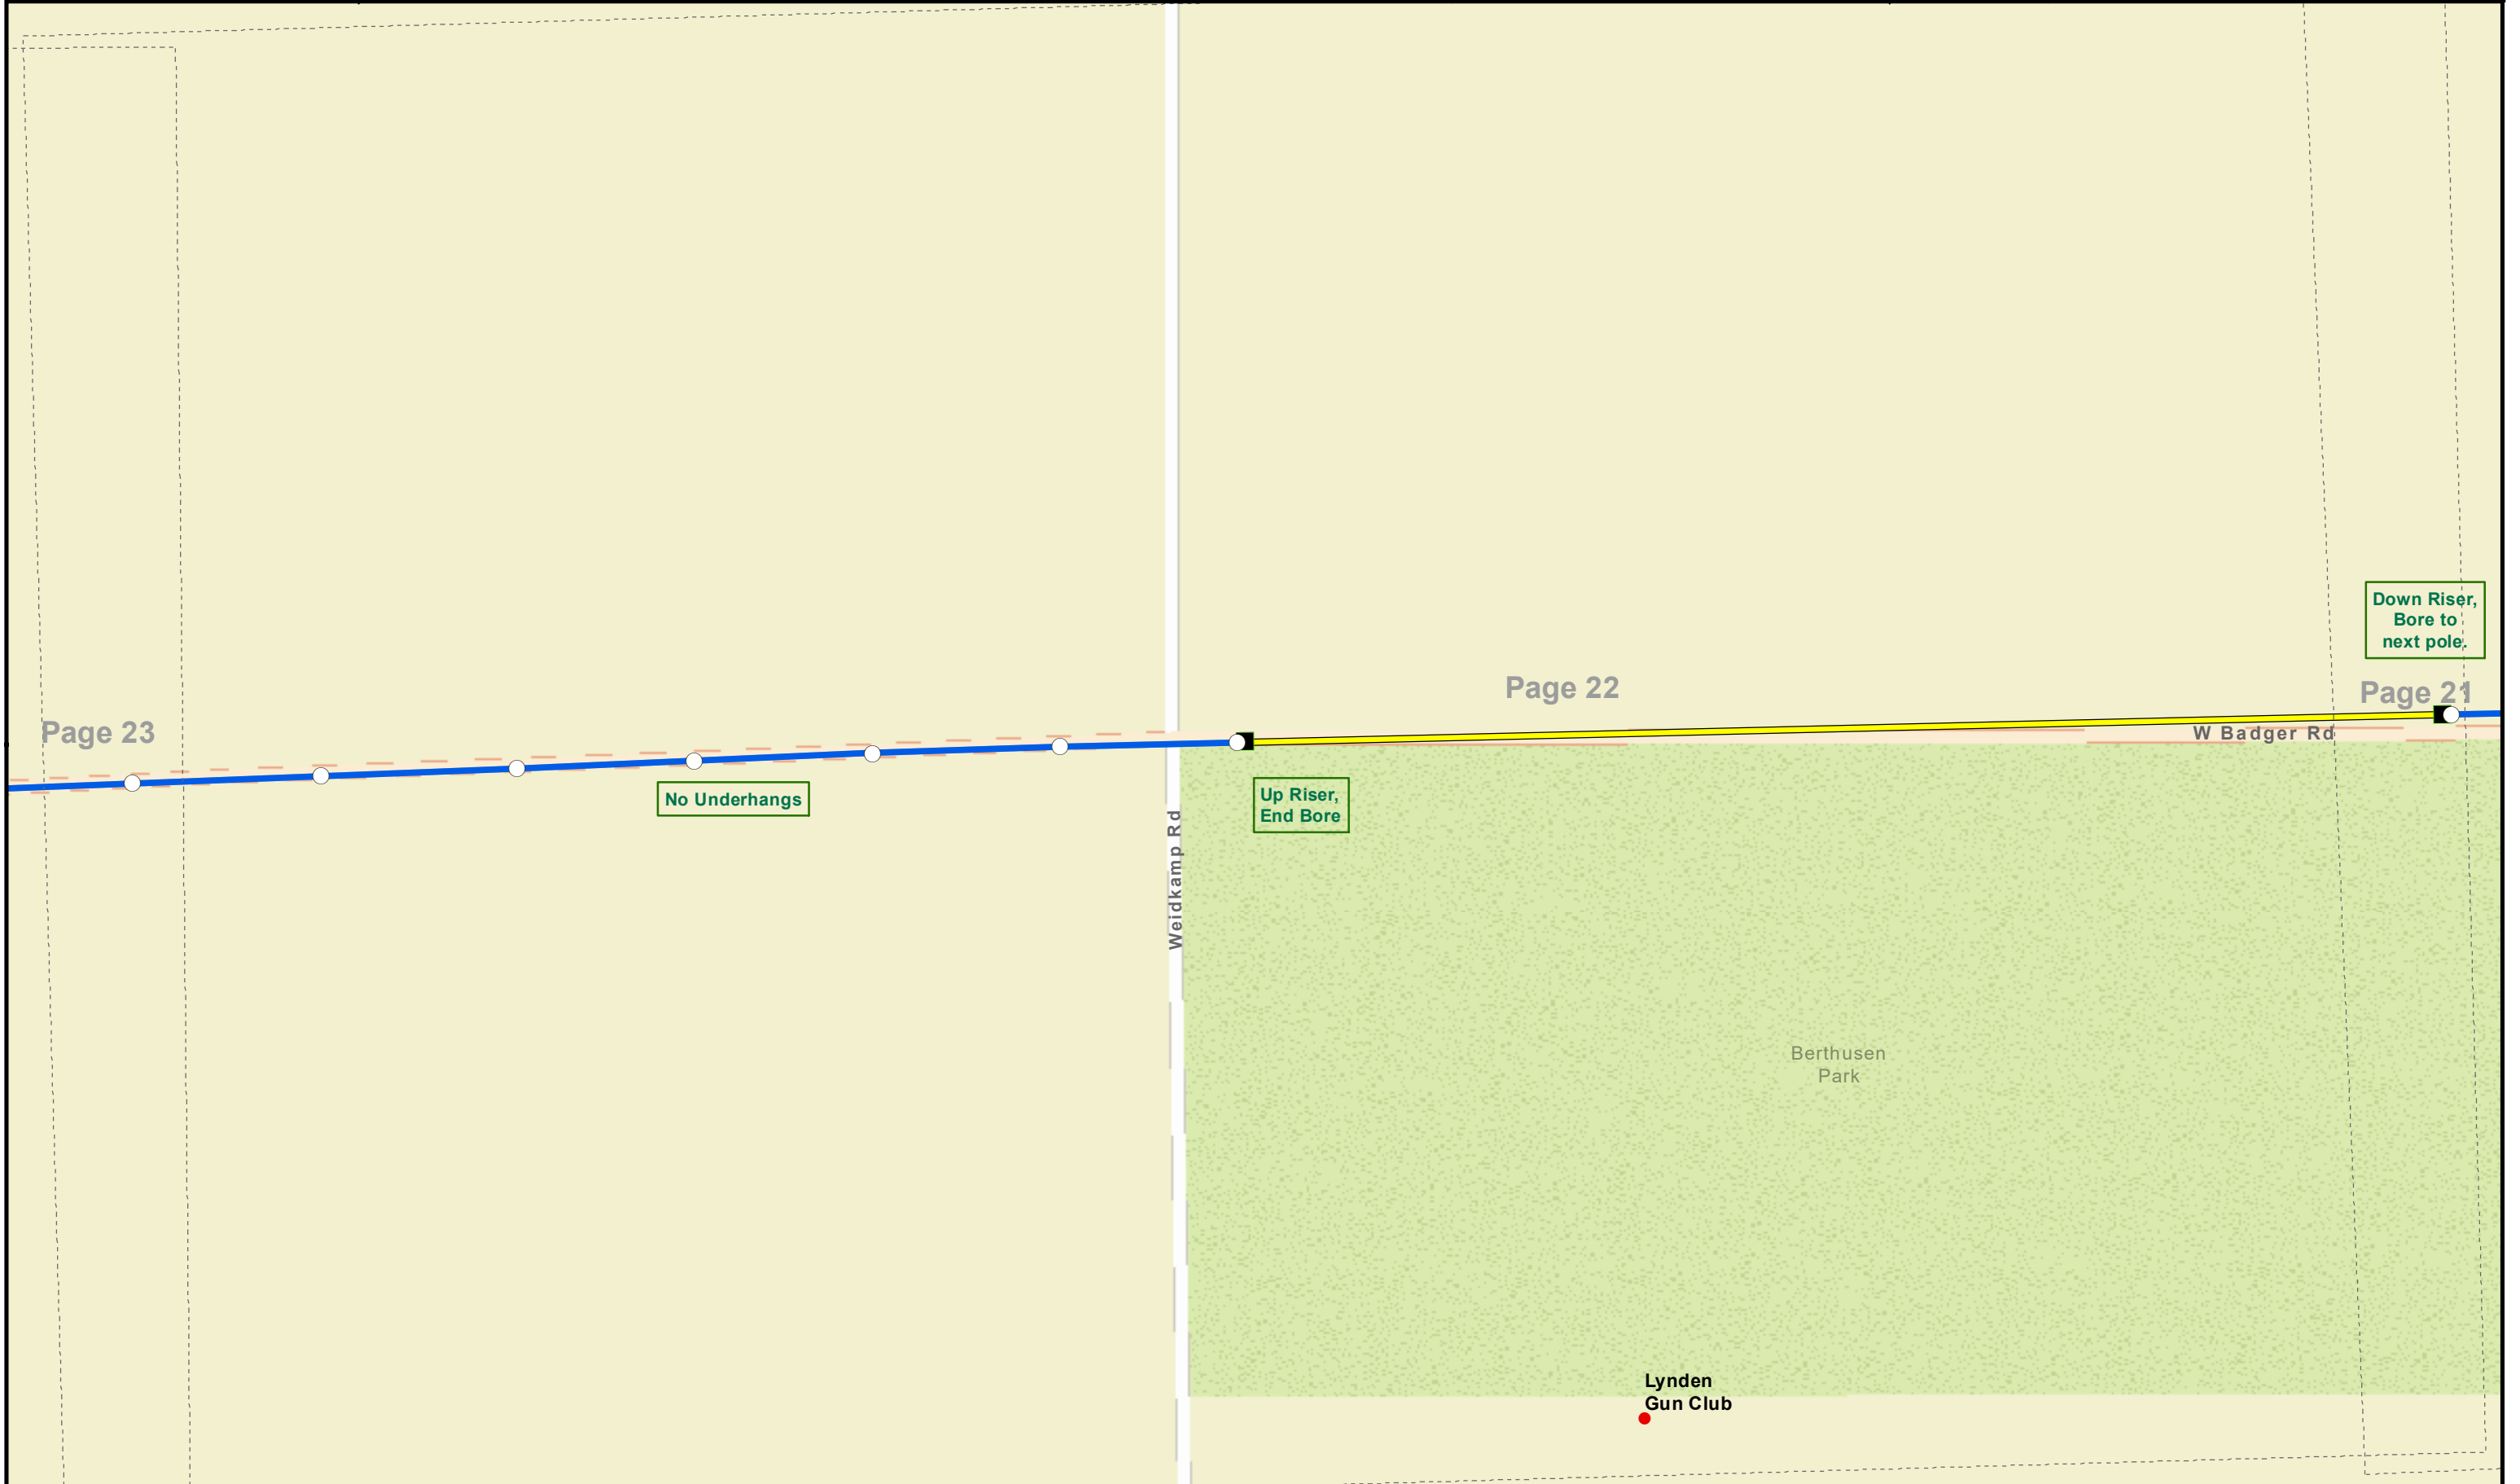 Down Riser,
Bore to
next pole.
Page 22
Page 21
Page 23
W Badger Rd
No Underhangs
Up Riser,
End Bore
Weidkamp Rd
Berthusen
Park
Lynden
Gun Club